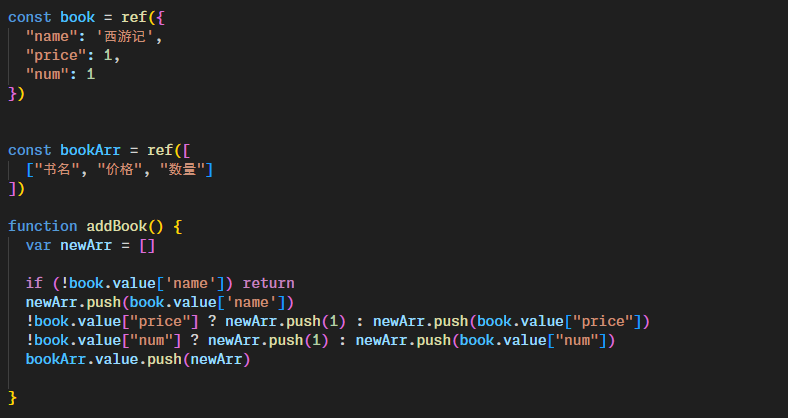 const book = ref({
"name": '西游记',
"price": 1,
"num": 1
})
const bookArr = ref([
["书名", "价格", "数量"]
])
function addBook() {
var newArr = []
if (!book.value['name']) return
newArr.push(book.value['name'])
!book.value["price"] ? newArr.push(1) : newArr.push(book.value["price"])
!book.value["num"] ? newArr.push(1) : newArr.push(book.value["num"])
bookArr.value.push(newArr)
}